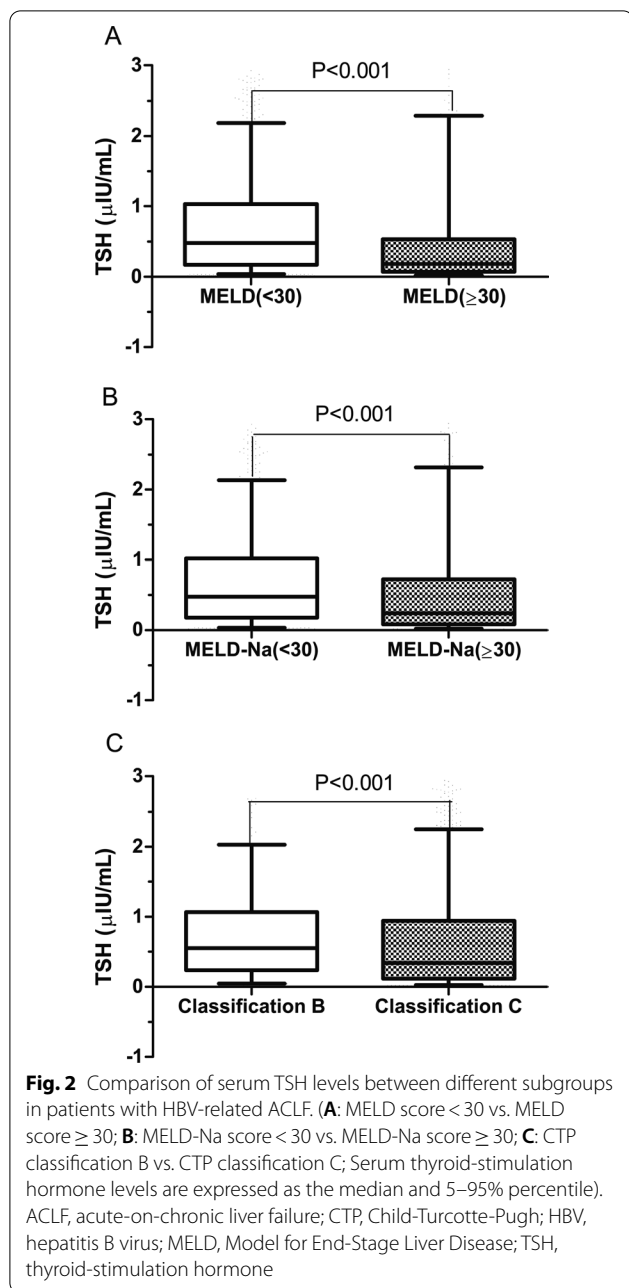 A
3
2
1
0
-1
TSH (μIU/mL)
P<0.001
MELD(<30) MELD(≥30)
B
3
2
1
0
-1
TSH (μIU/mL)
P<0.001
MELD-Na(<30) MELD-Na(≥30)
C
3
2
1
0
-1
TSH (μIU/mL)
P<0.001
Classification B Classification C
Fig. 2 Comparison of serum TSH levels between different subgroups
in patients with HBV-related ACLF. (A: MELD score < 30 vs. MELD
score ≥ 30; B: MELD-Na score < 30 vs. MELD-Na score ≥ 30; C: CTP
classification B vs. CTP classification C; Serum thyroid-stimulation
hormone levels are expressed as the median and 5–95% percentile).
ACLF, acute-on-chronic liver failure; CTP, Child-Turcotte-Pugh; HBV,
hepatitis B virus; MELD, Model for End-Stage Liver Disease; TSH,
thyroid-stimulation hormone